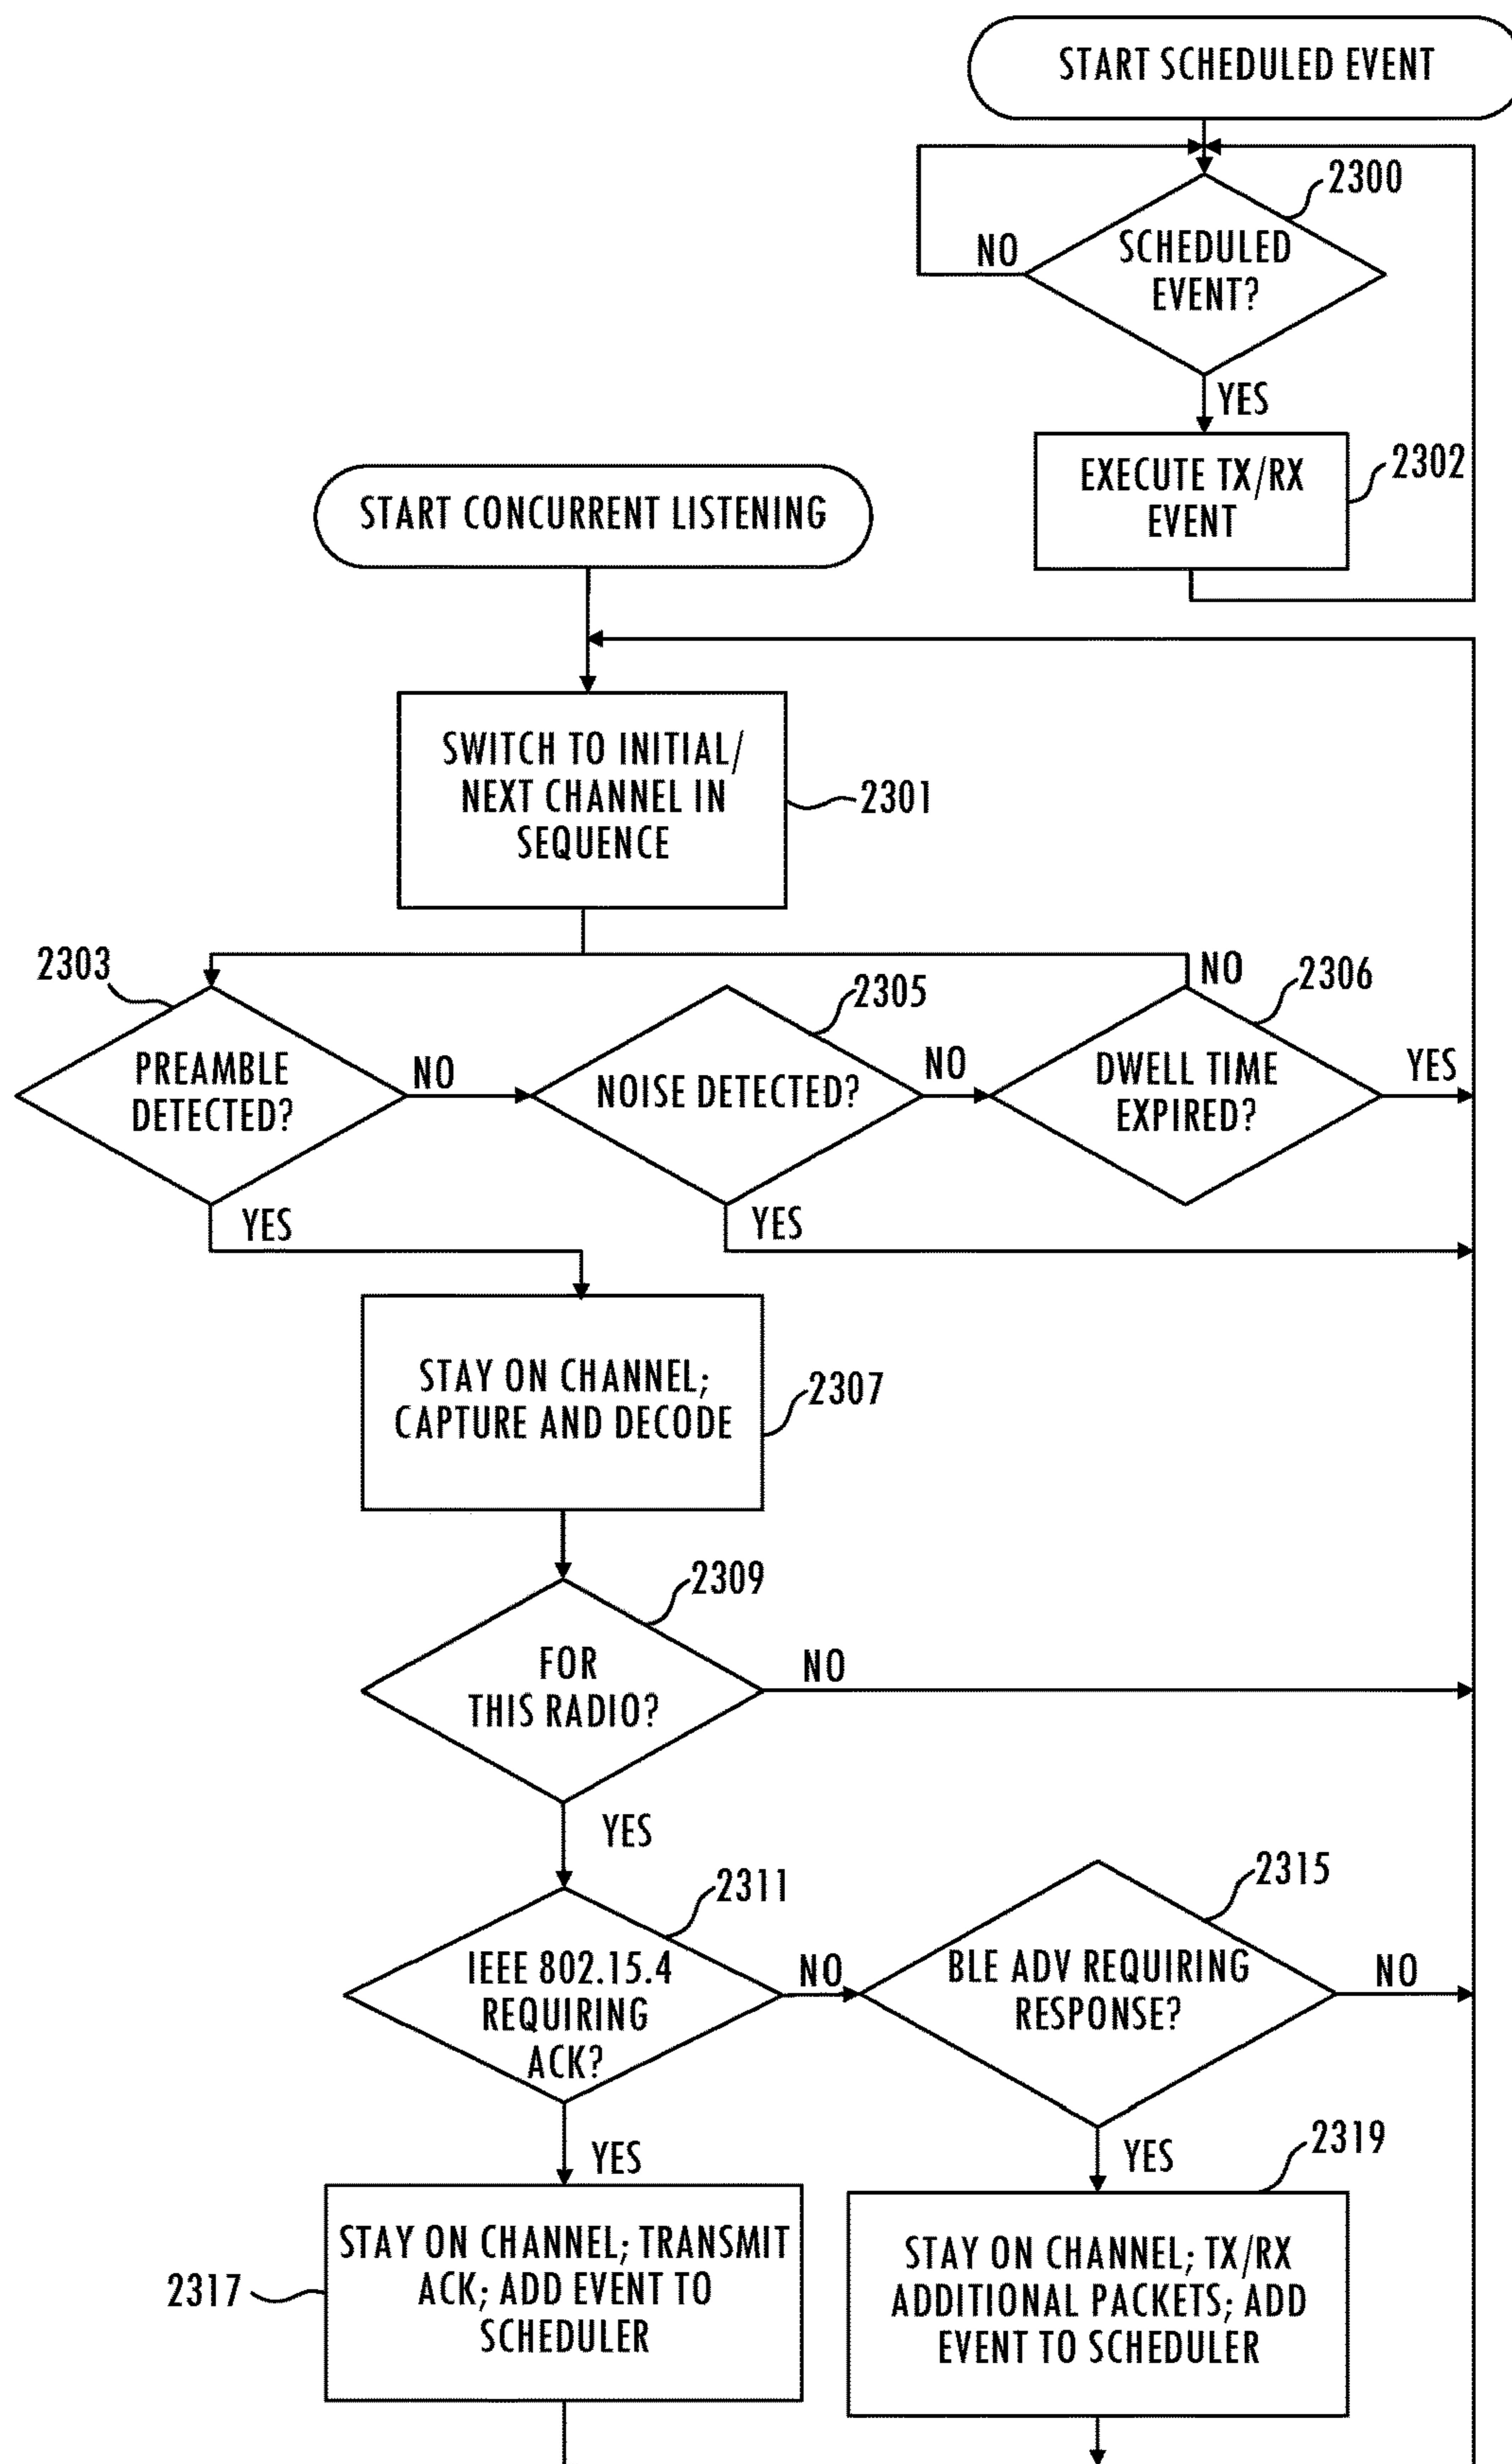 START SCHEDULED EVENT
2300
SCHEDULED
EVENT?
NO
YES
EXECUTE TX/RX
EVENT
2302
START CONCURRENT LISTENING
SWITCH TO INITIAL/
NEXT CHANNEL IN
SEQUENCE
2301
2303
PREAMBLE
DETECTED?
NO
YES
2305
NOISE DETECTED?
NO
YES
NO
2306
DWELL TIME
EXPIRED?
YES
STAY ON CHANNEL;
CAPTURE AND DECODE
2307
2309
FOR
THIS RADIO?
NO
YES
2311
IEEE 802.15.4
REQUIRING
ACK?
NO
YES
2315
BLE ADV REQUIRING
RESPONSE?
NO
YES
2317
STAY ON CHANNEL; TRANSMIT
ACK; ADD EVENT TO
SCHEDULER
2319
STAY ON CHANNEL; TX/RX
ADDITIONAL PACKETS; ADD
EVENT TO SCHEDULER